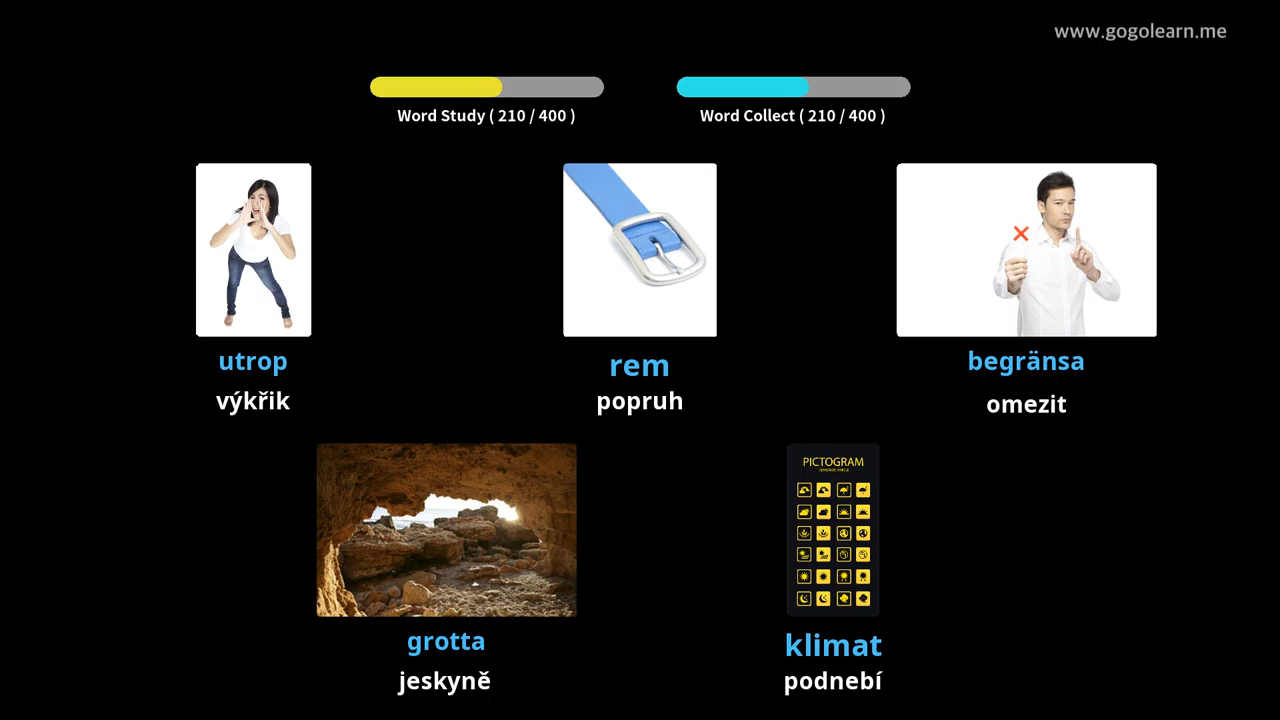 www.gogolearn.me
Word Study ( 210 / 400 )
Word Collect ( 210 / 400 )
utrop
výkřik
rem
popruh
begränsa
omezit
PICTOGRAM
grotta
jeskyně
klimat
podnebí